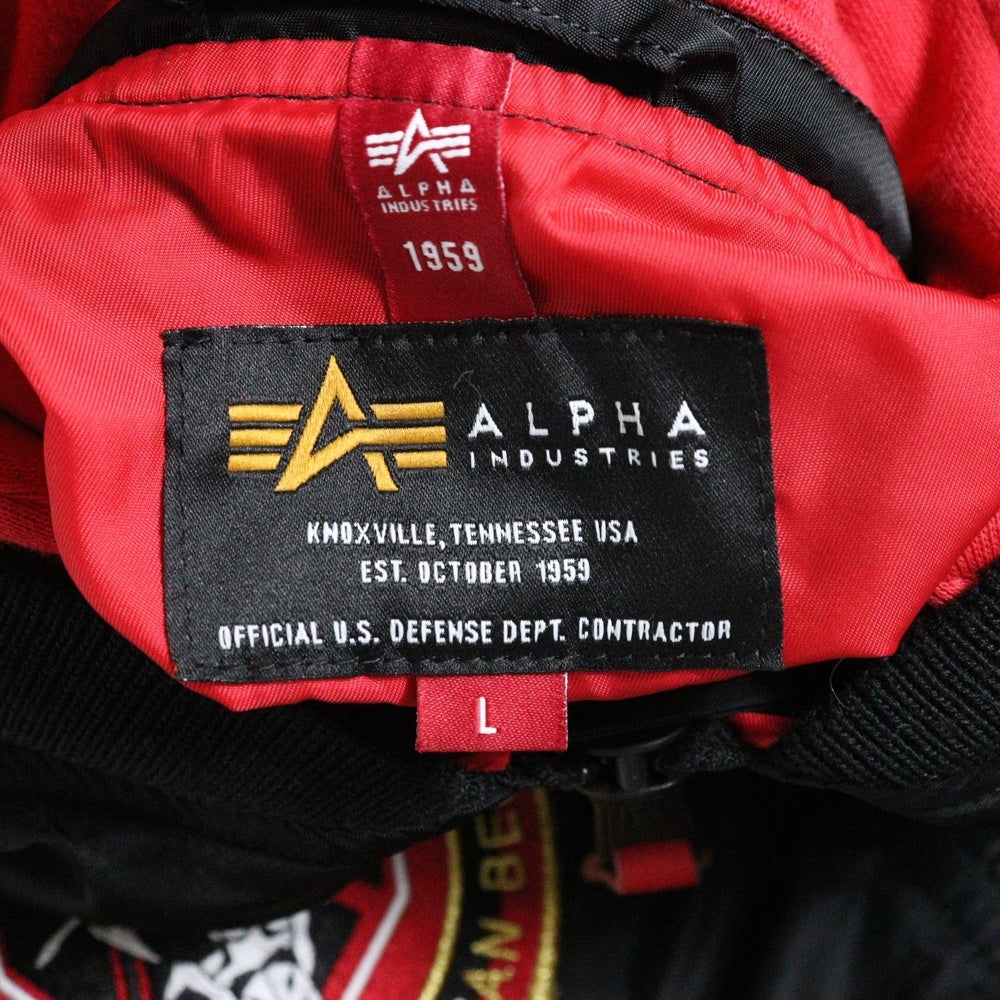 ALPHA
INDUSTRIES
1959
ALPHA
INDUSTRIES
KNOXVILLE, TENNESSEE USA
EST. OCTOBER 1959
OFFICIAL U.S. DEFENSE DEPT. CONTRACTOR
L